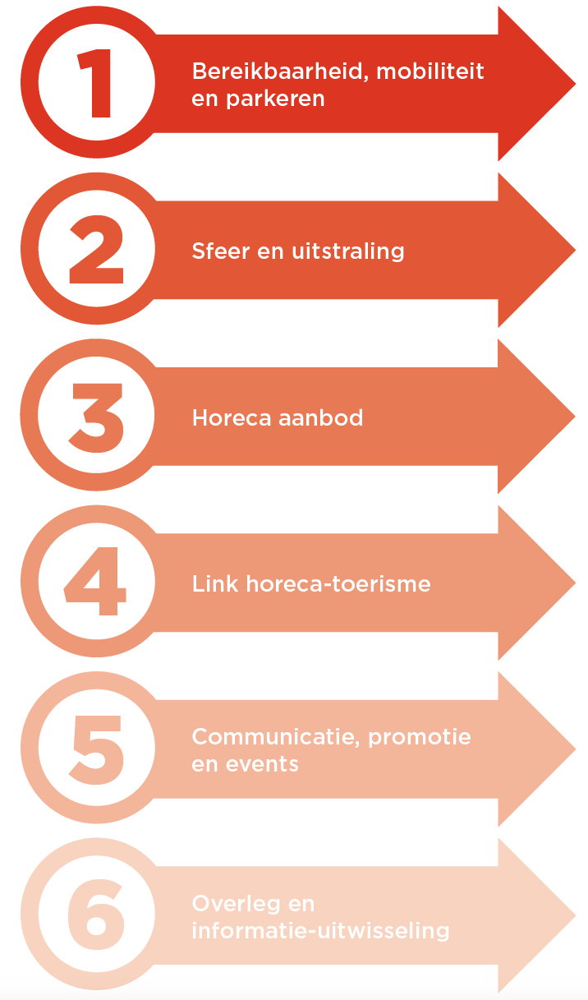 1
Bereikbaarheid, mobiliteit
en parkeren
2
Sfeer en uitstraling
3
Horeca aanbod
4
Link horeca-toerisme
5
Communicatie, promotie
en events
6
Overleg en
informatie-uitwisseling